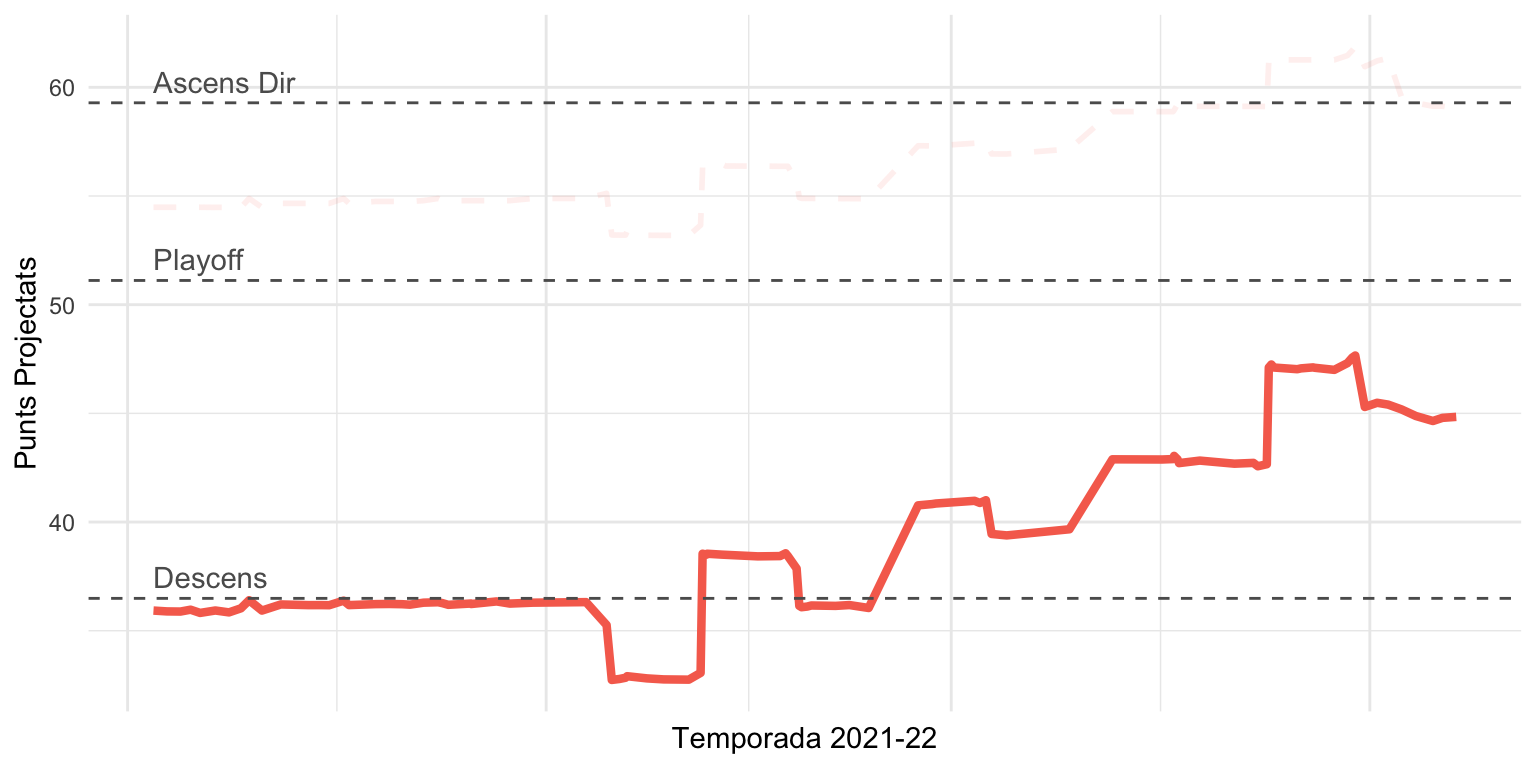 60
Ascens Dir
Playoff
50
40
Descens
Punts Projectats
Temporada 2021-22